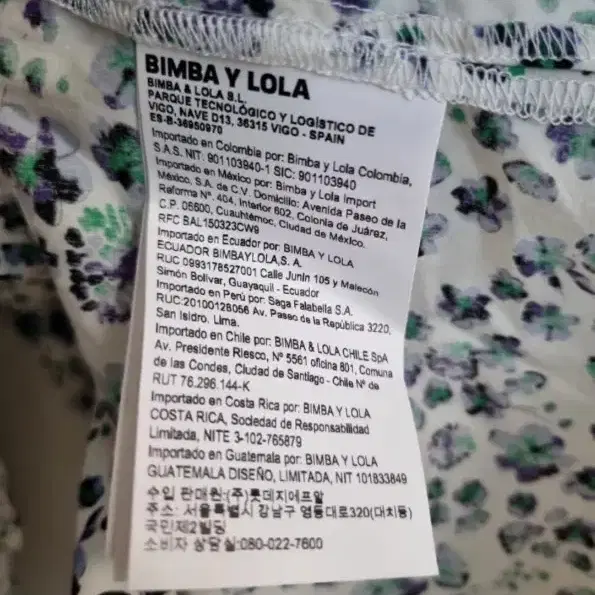 BIMBA Y LOLA
BIMBA & LOLA S.L.
PARQUE TECNOLÓGICO Y LOGÍSTICO DE
VIGO, NAVE D13, 36315 VIGO - SPAIN
ES-B-36950970
Importado en Colombia por: Bimba y Lola Colombia,
S.A.S. NIT: 901103940-1 SIC: 901103940
Importado en México por: Bimba y Lola Import
México, S.A. de C.V. Domicilio: Avenida Paseo de la
Raforma Nº. 404, Interior 602, Colonia de Juárez,
C.P. 06600, Cuauhtémoc, Ciudad de México.
RFC BAL150323CW9
Importado en Ecuador por: BIMBA Y LOLA
ECUADOR BIMBAYLOLA,S. A.
RUC 0993178527001 Calle Junin 105 y Malecón
Simón Bolivar, Guayaquil - Ecuador
Importado en Perú por: Saga Falabella S.A.
RUC:20100128056 Av. Paseo de la República 3220,
San Isidro, Lima.
Importado en Chile por: BIMBA & LOLA CHILE SpA
Av. Presidente Riesco, Nº 5561 oficina 801, Comuna
de las Condes, Ciudad de Santiago - Chile Nº de
RUT 76.296.144-K
Importado en Costa Rica por: BIMBA Y LOLA
COSTA RICA, Sociedad de Responsabilidad
Limitada, NITE 3-102-765879
Importado en Guatemala por: BIMBA Y LOLA
GUATEMALA DISEÑO, LIMITADA, NIT 101833849
수입 판매원:(주)롯데지에프알
주소: 서울특별시 강남구 영동대로320(대치동)
국민제2빌딩
소비자 상담실:080-022-7600